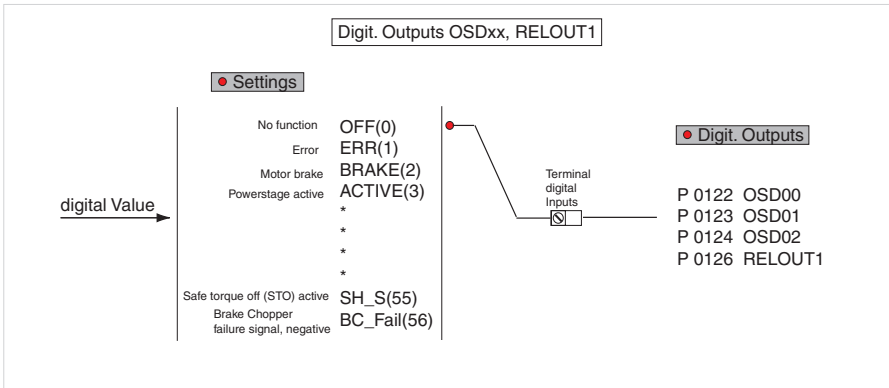 Digit. Outputs OSDxx, RELOUT1
Settings
No function OFF(0)
Error ERR(1)
Motor brake BRAKE(2)
Powerstage active ACTIVE(3)
*
*
*
*
Safe torque off (STO) active SH_S(55)
Brake Chopper
failure signal, negative BC_Fail(56)
digital Value
Terminal
digital
Inputs
Digit. Outputs
P 0122 OSD00
P 0123 OSD01
P 0124 OSD02
P 0126 RELOUT1